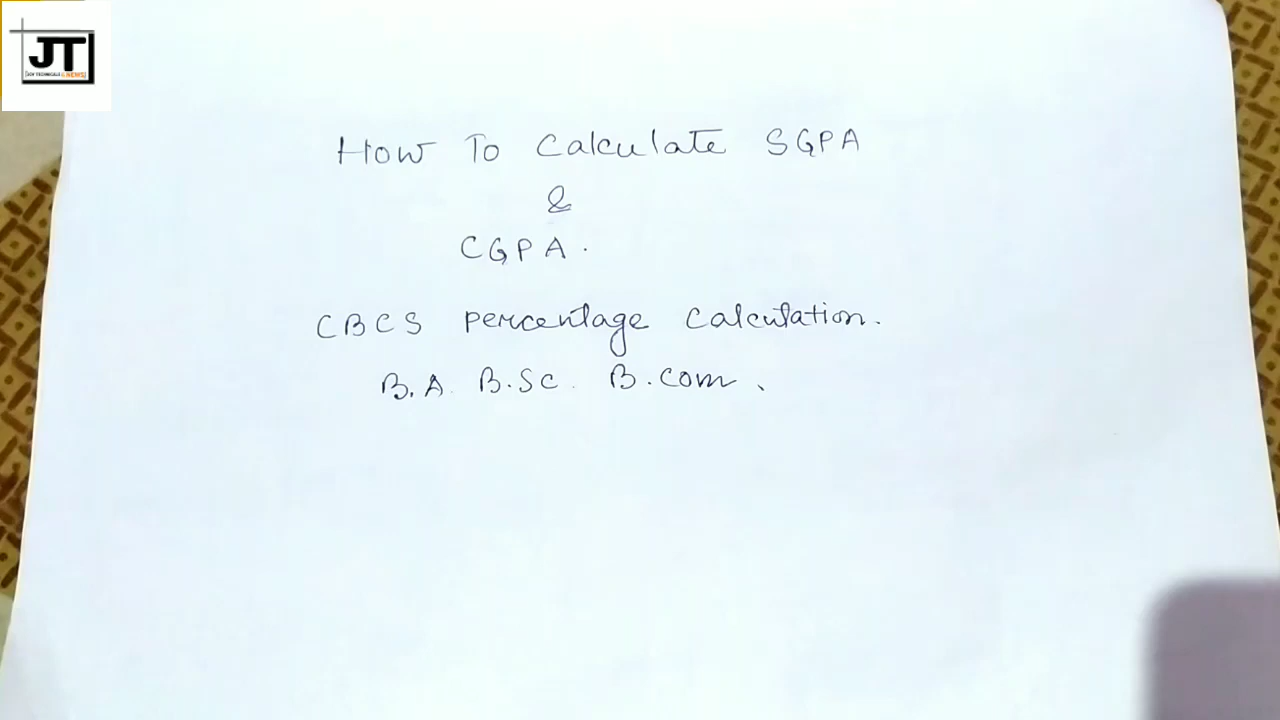 JT
How To Calculate SGPA
&
CGPA.
CBCS percentage calculation.
B.A. B.Sc. B.Com.